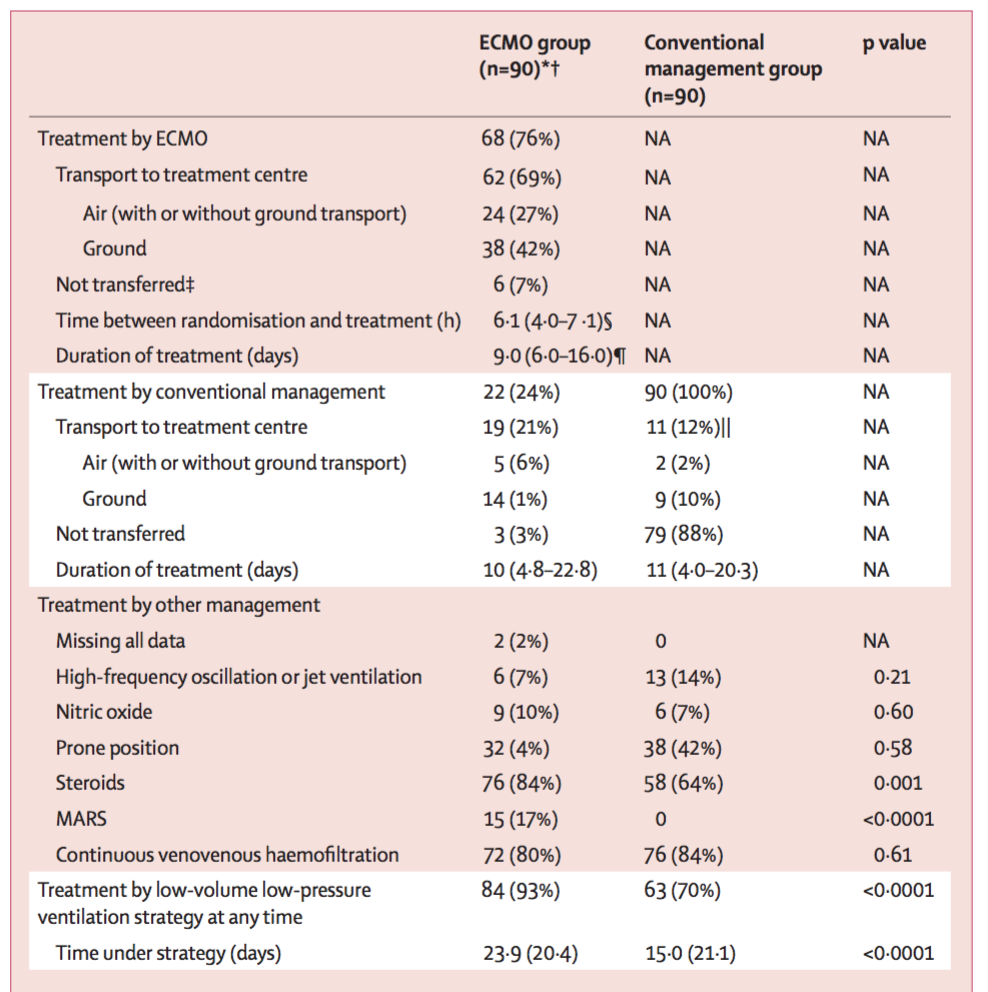 ECMO group (n=90)*† Conventional management group (n=90) p value
Treatment by ECMO 68 (76%) NA NA
Transport to treatment centre 62 (69%) NA NA
Air (with or without ground transport) 24 (27%) NA NA
Ground 38 (42%) NA NA
Not transferred‡ 6 (7%) NA NA
Time between randomisation and treatment (h) 6·1 (4·0–7 ·1)§ NA NA
Duration of treatment (days) 9·0 (6·0–16·0)¶ NA NA
Treatment by conventional management 22 (24%) 90 (100%) NA
Transport to treatment centre 19 (21%) 11 (12%)|| NA
Air (with or without ground transport) 5 (6%) 2 (2%) NA
Ground 14 (1%) 9 (10%) NA
Not transferred 3 (3%) 79 (88%) NA
Duration of treatment (days) 10 (4·8–22·8) 11 (4·0–20·3) NA
Treatment by other management
Missing all data 2 (2%) 0 NA
High-frequency oscillation or jet ventilation 6 (7%) 13 (14%) 0·21
Nitric oxide 9 (10%) 6 (7%) 0·60
Prone position 32 (4%) 38 (42%) 0·58
Steroids 76 (84%) 58 (64%) 0·001
MARS 15 (17%) 0 <0·0001
Continuous venovenous haemofiltration 72 (80%) 76 (84%) 0·61
Treatment by low-volume low-pressure 84 (93%) 63 (70%) <0·0001
ventilation strategy at any time
Time under strategy (days) 23·9 (20·4) 15·0 (21·1) <0·0001